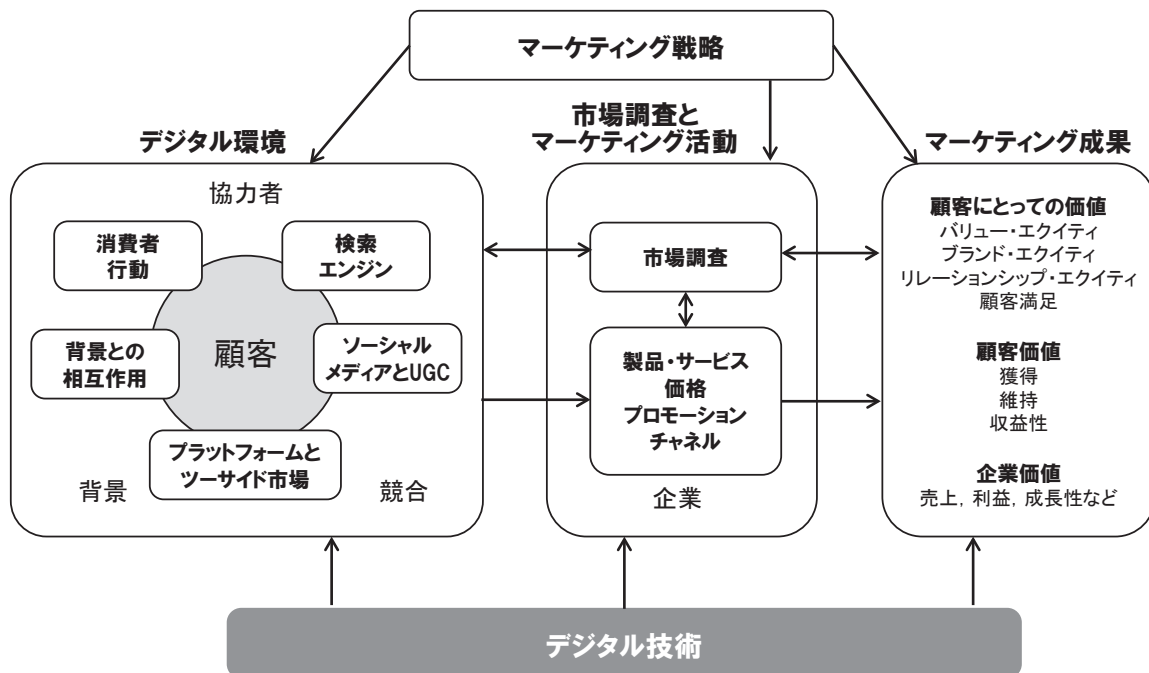 マーケティング戦略
デジタル環境
市場調査と
マーケティング活動
マーケティング成果
協力者
消費者
行動
検索
エンジン
顧客
背景との
相互作用
ソーシャル
メディアとUGC
プラットフォームと
ツーサイド市場
背景
競合
市場調査
製品・サービス
価格
プロモーション
チャネル
企業
顧客にとっての価値
バリュー・エクイティ
ブランド・エクイティ
リレーションシップ・エクイティ
顧客満足
顧客価値
獲得
維持
収益性
企業価値
売上，利益，成長性など
デジタル技術